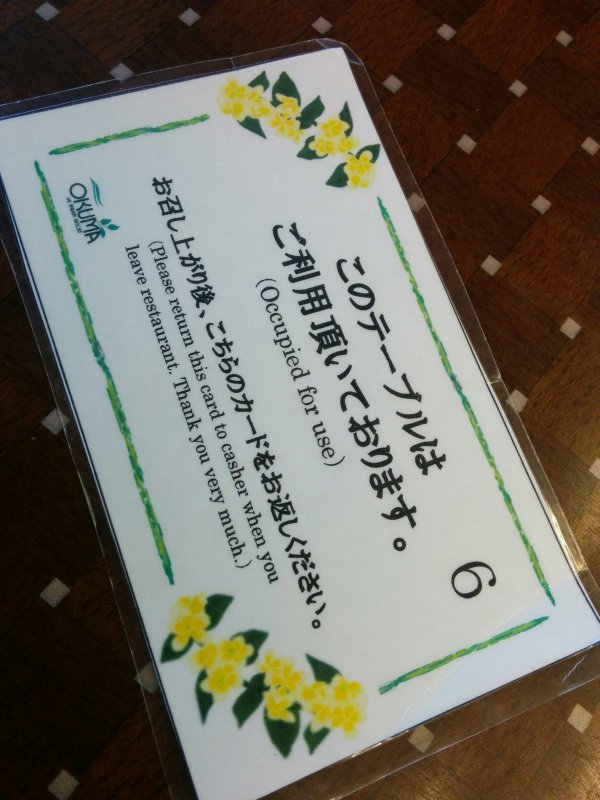 6
このテーブルは
ご利用頂いております。
(Occupied for use)
お召し上がり後、こちらのカードをお返しください。
(Please return this card to casher when you
leave restaurant. Thank you very much.)
OKUMA